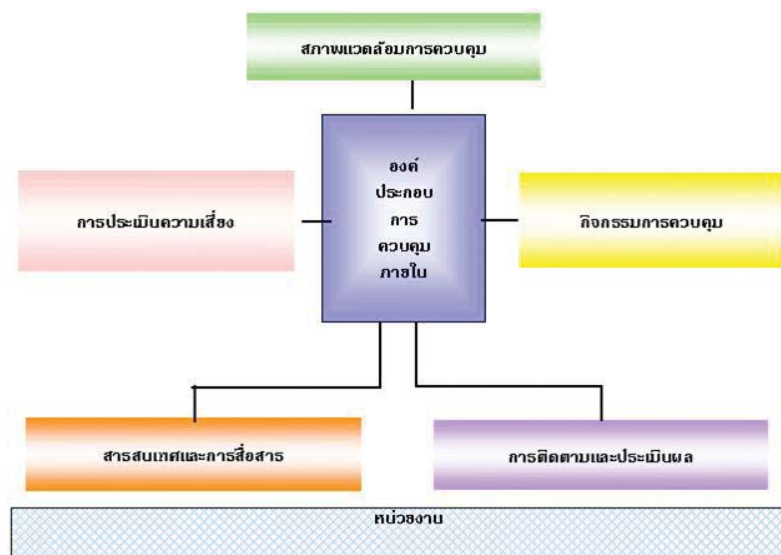 สภาพแวดล้อมการควบคุม
องค์
ประกอบ
การ
ควบคุม
ภายใน
การประเมินความเสี่ยง
กิจกรรมการควบคุม
สารสนเทศและการสื่อสาร
การติดตามและประเมินผล
หน่วยงาน